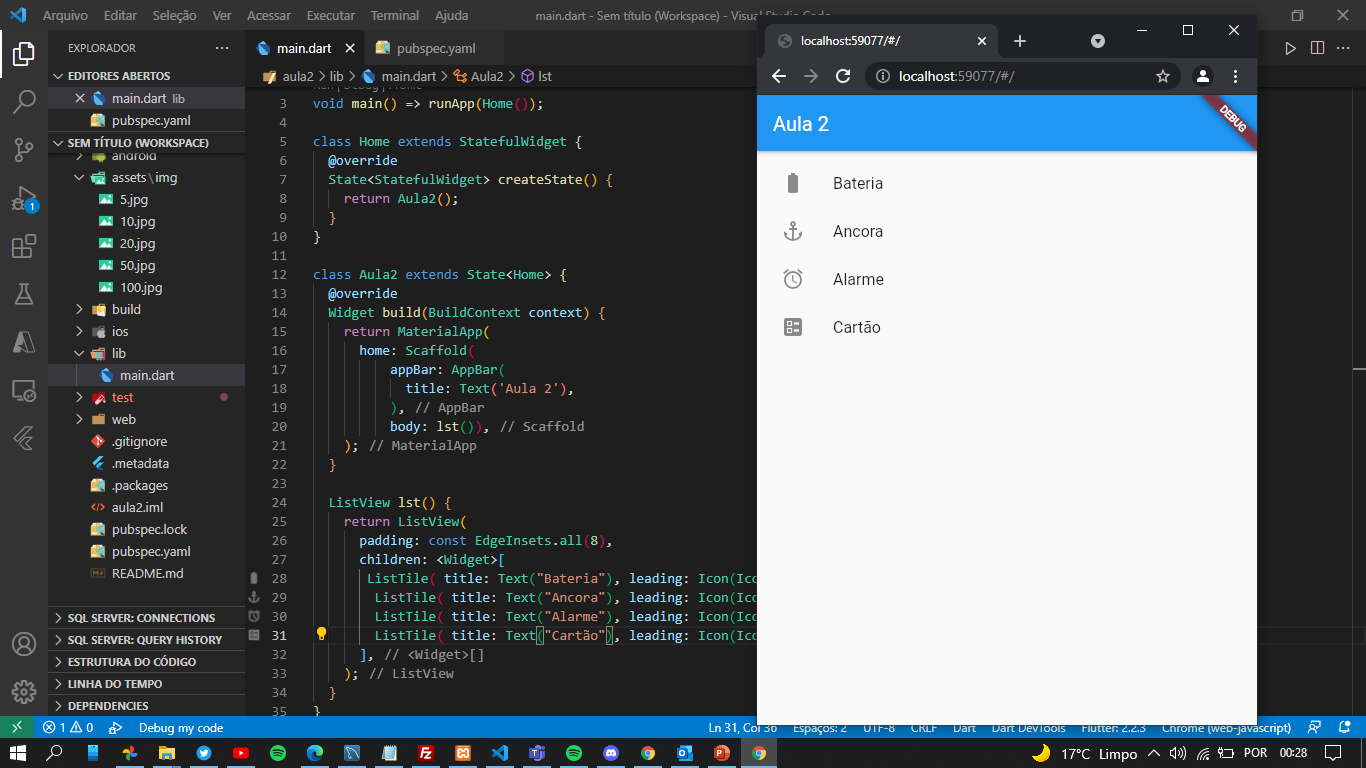 Arquivo Editar Seleção Ver Acessar Executar Terminal Ajuda main.dart - Sem título (Workspace) - Visual Studio Code
EXPLORADOR
EDITORES ABERTOS
main.dart lib
pubspec.yaml
SEM TÍTULO (WORKSPACE)
android
assets\img
5.jpg
10.jpg
20.jpg
50.jpg
100.jpg
build
ios
lib
main.dart
test
web
.gitignore
.metadata
.packages
aula2.iml
pubspec.lock
pubspec.yaml
README.md
SQL SERVER: CONNECTIONS
SQL SERVER: QUERY HISTORY
ESTRUTURA DO CÓDIGO
LINHA DO TEMPO
DEPENDENCIES
1
main.dart pubspec.yaml
aula2 > lib > main.dart > Aula2 > lst
Run | Debug | Home
3 void main() => runApp(Home());
4
5 class Home extends StatefulWidget {
6 @override
7 State<StatefulWidget> createState() {
8 return Aula2();
9 }
10 }
11
12 class Aula2 extends State<Home> {
13 @override
14 Widget build(BuildContext context) {
15 return MaterialApp(
16 home: Scaffold(
17 appBar: AppBar(
18 title: Text('Aula 2'),
19 ), // AppBar
20 body: lst()), // Scaffold
21 ); // MaterialApp
22 }
23
24 ListView lst() {
25 return ListView(
26 padding: const EdgeInsets.all(8),
27 children: <Widget>[
28 ListTile( title: Text("Bateria"), leading: Icon(Ico
29 ListTile( title: Text("Ancora"), leading: Icon(Ico
30 ListTile( title: Text("Alarme"), leading: Icon(Ico
31 ListTile( title: Text("Cartão"), leading: Icon(Ico
32 ], // <Widget>[]
33 ); // ListView
34 }
35 }
localhost:59077/#/
localhost:59077/#/
Aula 2
DEBUG
Bateria
Ancora
Alarme
Cartão
1 0 Debug my code Ln 31, Col 36 Espaços: 2 UTF-8 CRLF Dart Dart DevTools Flutter: 2.2.3 Chrome (web-javascript)
17°C Limpo POR 00:28